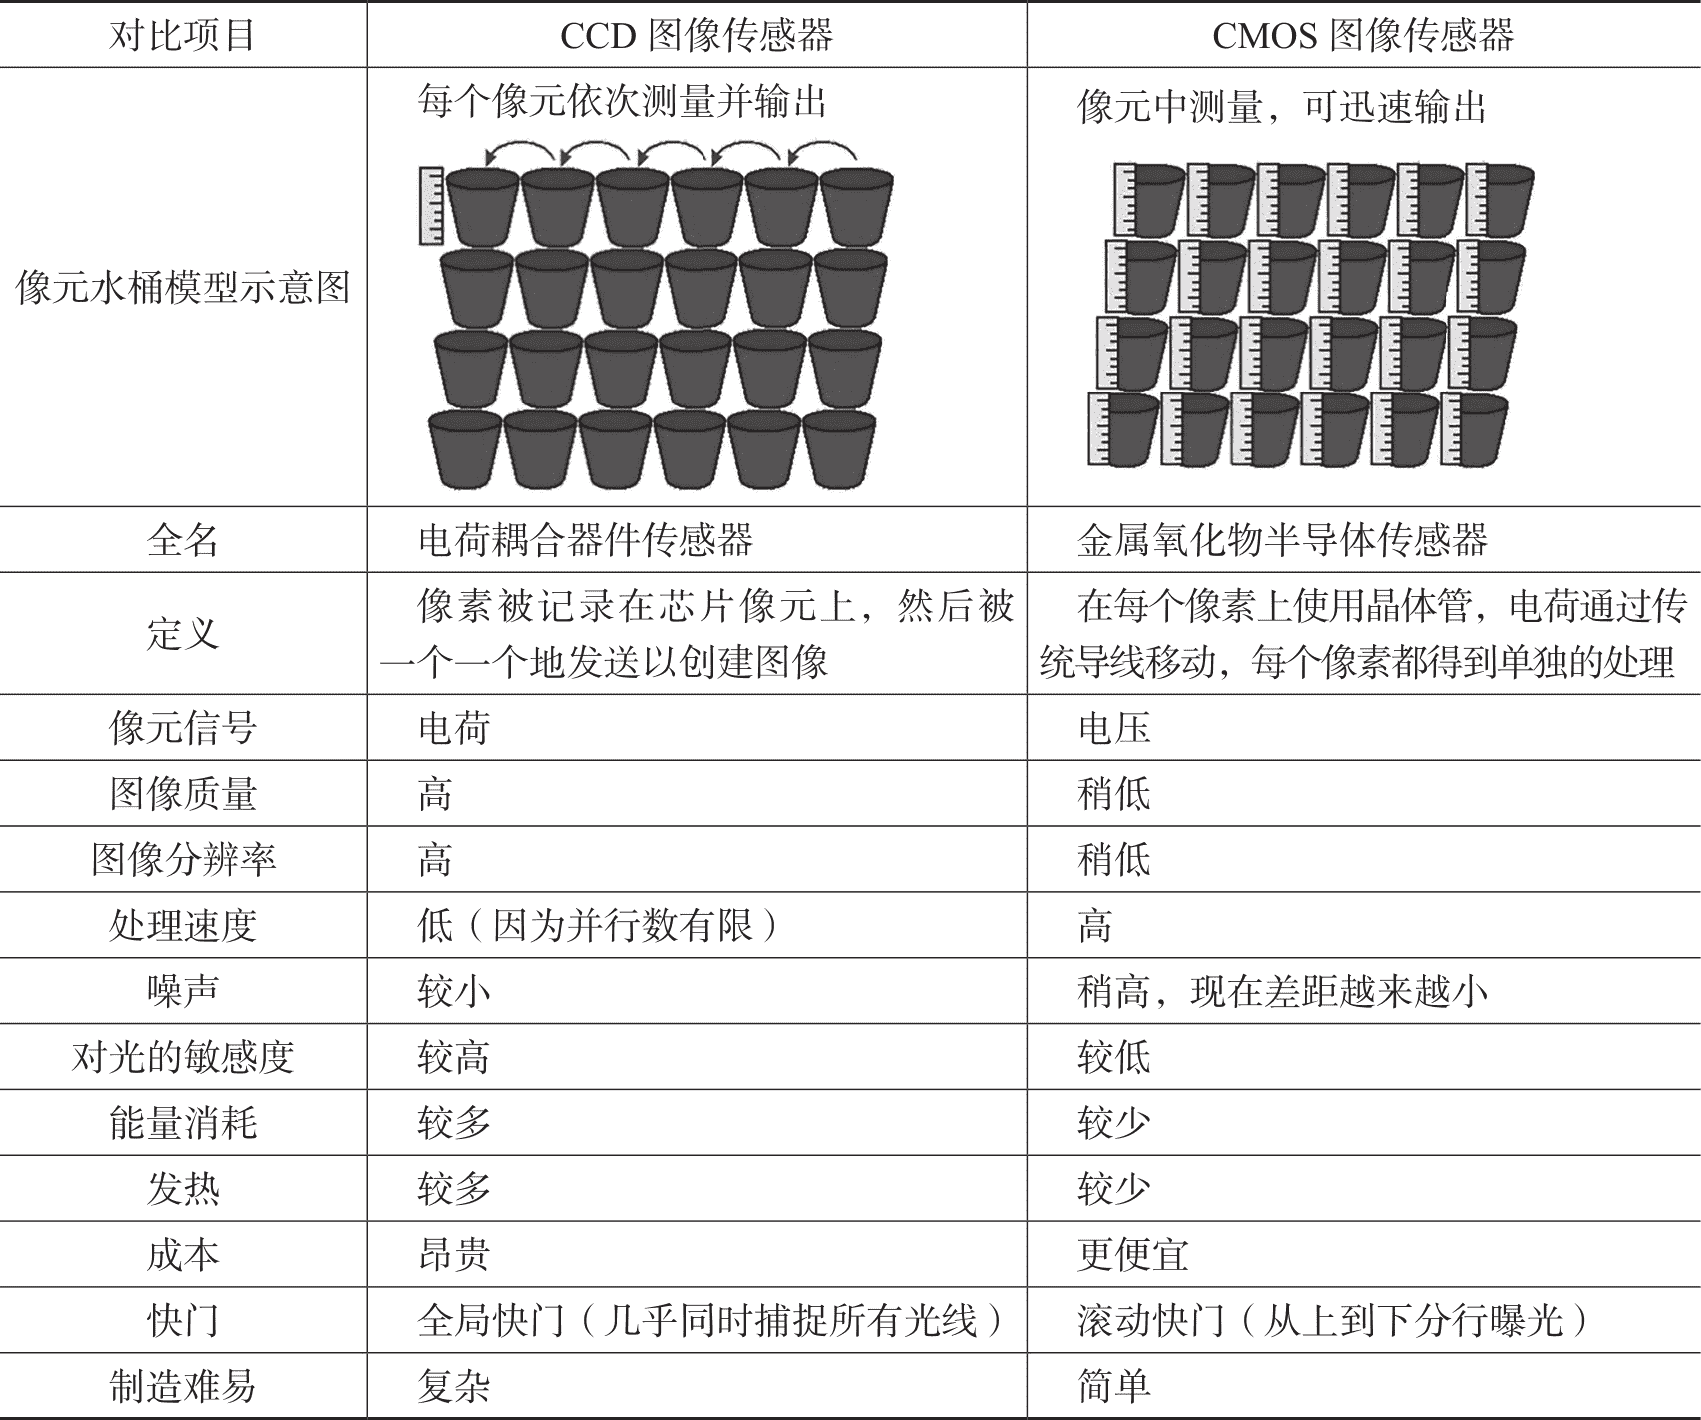 对比项目 CCD 图像传感器 CMOS 图像传感器
像元水桶模型示意图 每个像元依次测量并输出 像元中测量，可迅速输出
全名 电荷耦合器件传感器 金属氧化物半导体传感器
定义 像素被记录在芯片像元上，然后被 在每个像素上使用晶体管，电荷通过传
一个一个地发送以创建图像 统导线移动，每个像素都得到单独的处理
像元信号 电荷 电压
图像质量 高 稍低
图像分辨率 高 稍低
处理速度 低（因为并行数有限） 高
噪声 较小 稍高，现在差距越来越小
对光的敏感度 较高 较低
能量消耗 较多 较少
发热 较多 较少
成本 昂贵 更便宜
快门 全局快门（几乎同时捕捉所有光线） 滚动快门（从上到下分行曝光）
制造难易 复杂 简单